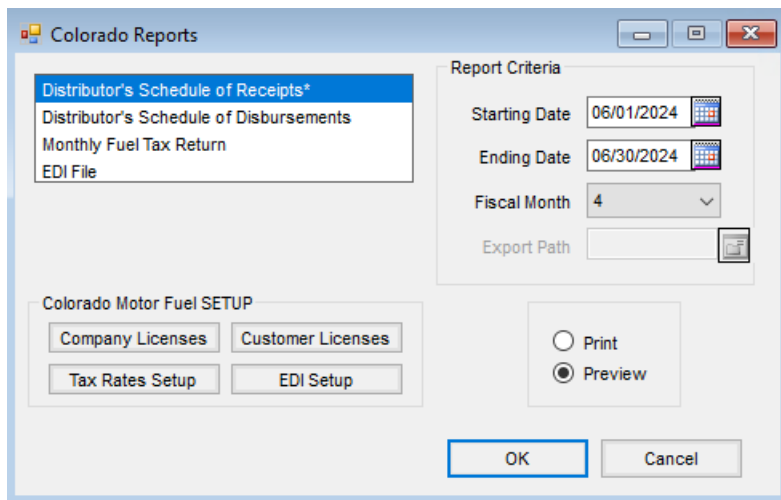 Colorado Reports
Distributor's Schedule of Receipts*
Distributor's Schedule of Disbursements
Monthly Fuel Tax Return
EDI File
Report Criteria
Starting Date 06/01/2024
Ending Date 06/30/2024
Fiscal Month 4
Export Path
Colorado Motor Fuel SETUP
Company Licenses Customer Licenses
Tax Rates Setup EDI Setup
Print
Preview
OK Cancel